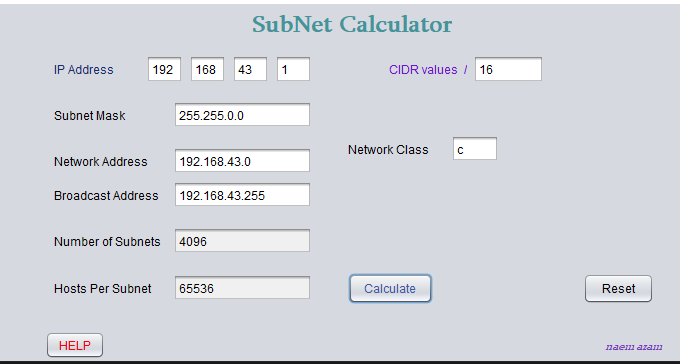 SubNet Calculator
IP Address 192 168 43 1 CIDR values / 16
Subnet Mask 255.255.0.0
Network Class c
Network Address 192.168.43.0
Broadcast Address 192.168.43.255
Number of Subnets 4096
Hosts Per Subnet 65536 Calculate Reset
HELP naem azam